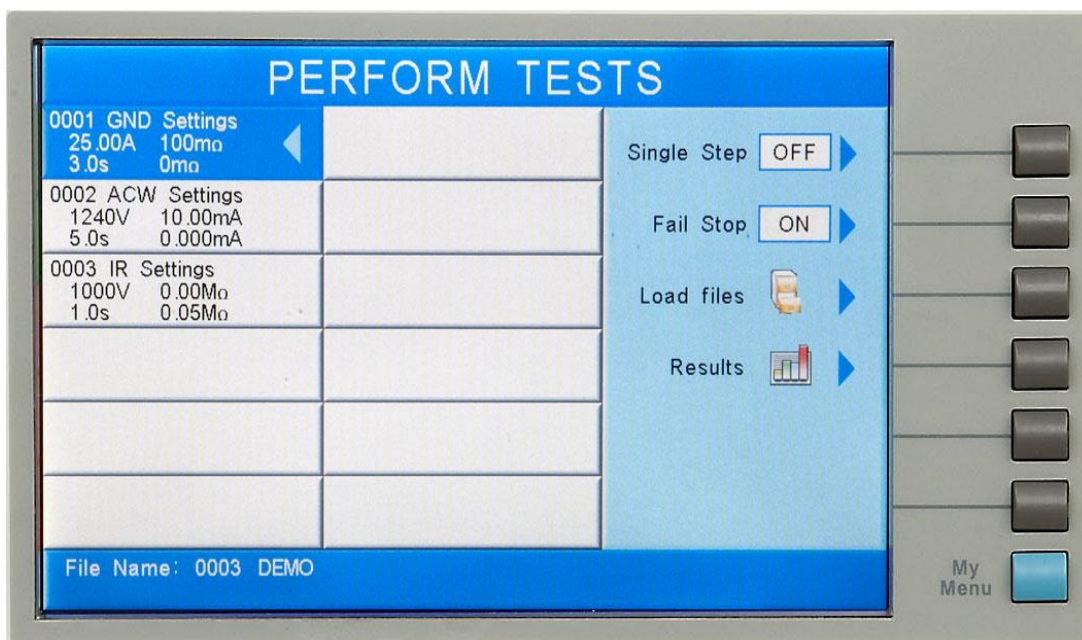 PERFORM TESTS
0001 GND Settings
25.00A 100mΩ
3.0s 0mΩ
0002 ACW Settings
1240V 10.00mA
5.0s 0.000mA
0003 IR Settings
1000V 0.00MΩ
1.0s 0.05MΩ
Single Step OFF
Fail Stop ON
Load files
Results
File Name: 0003 DEMO
My
Menu